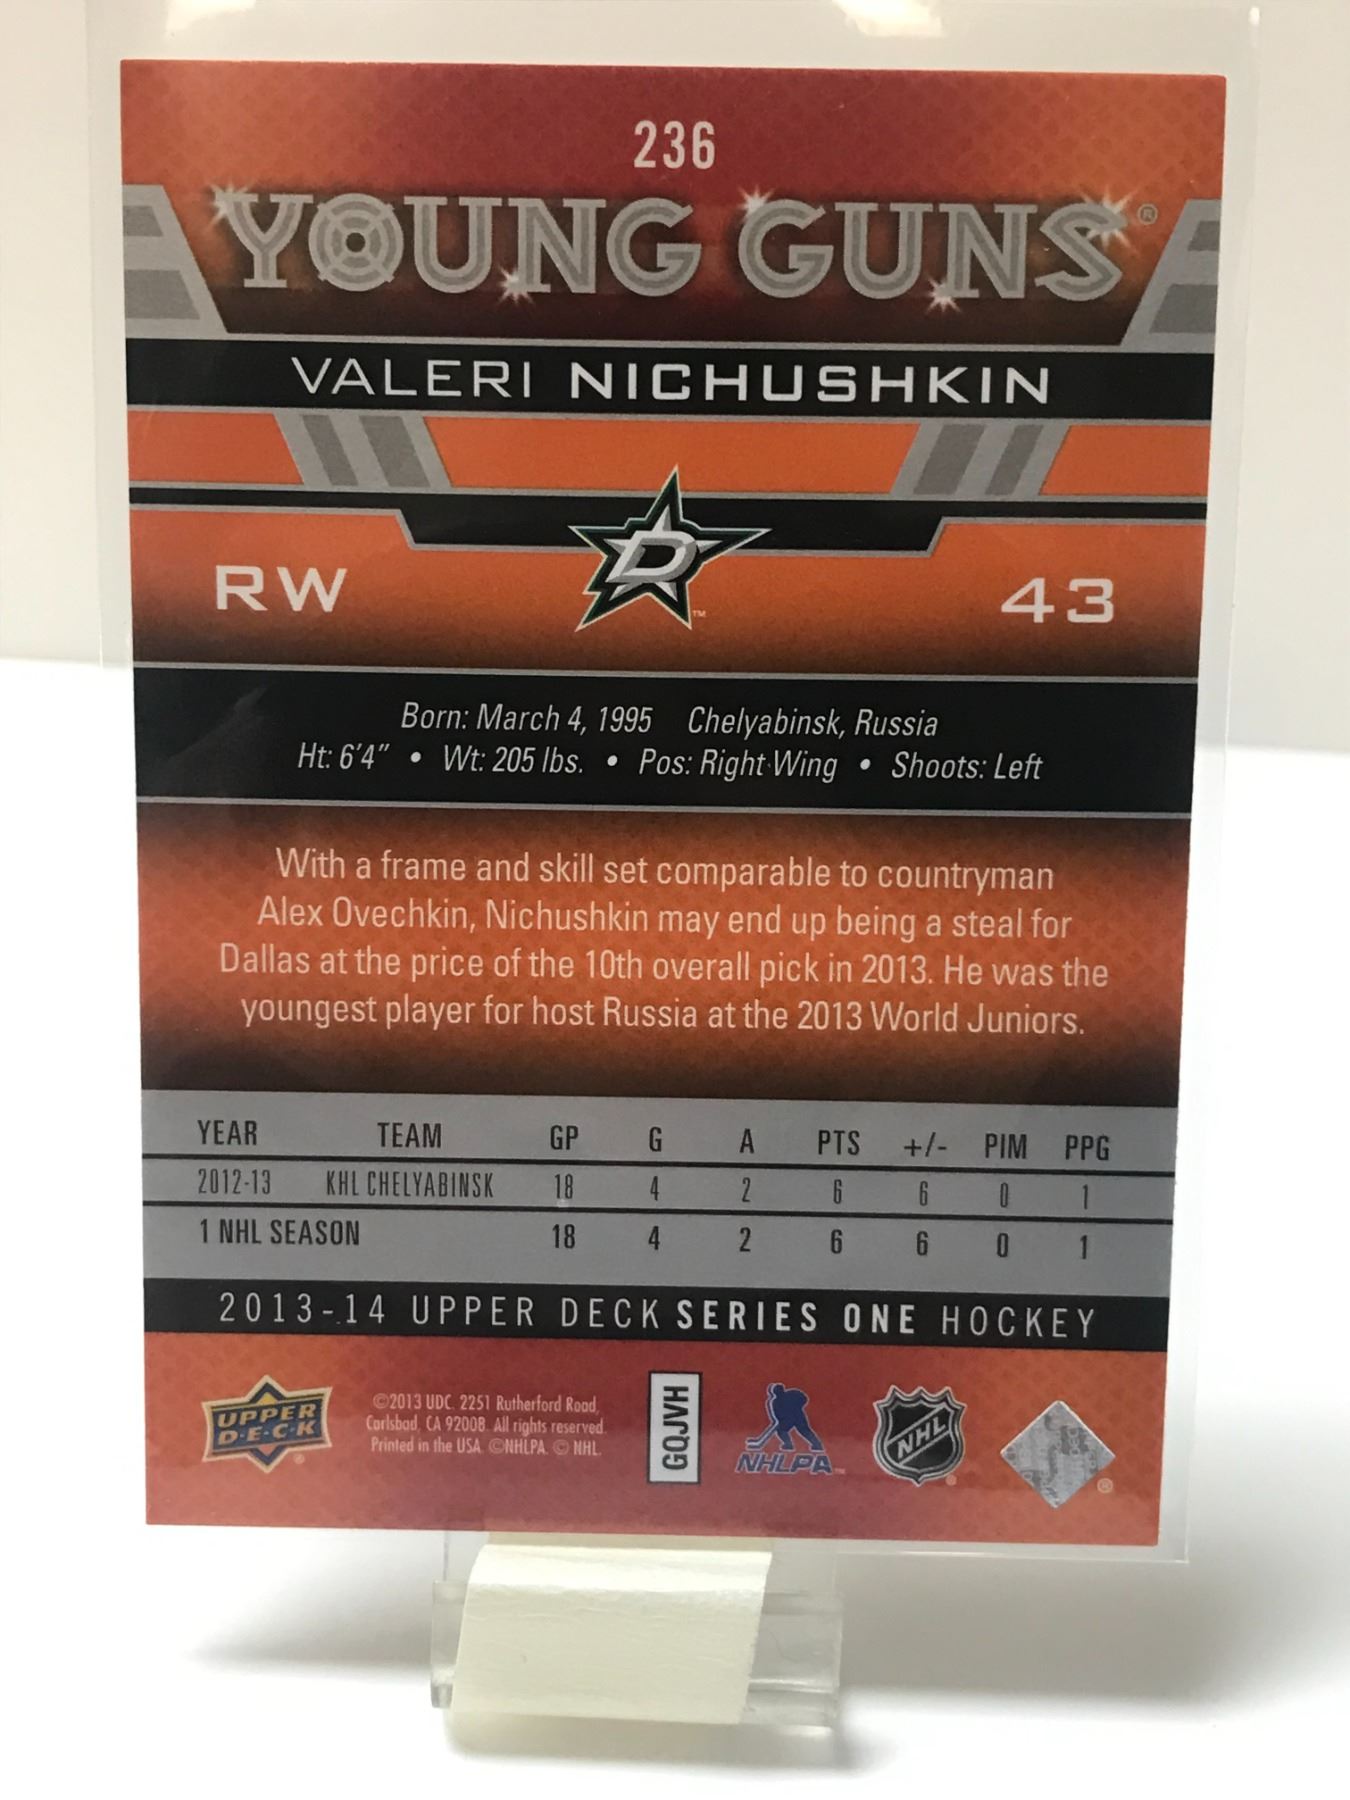 236
YOUNG GUNS®
VALERI NICHUSHKIN
D ™
RW 43
Born: March 4, 1995 Chelyabinsk, Russia
Ht: 6'4" • Wt: 205 lbs. • Pos: Right Wing • Shoots: Left
With a frame and skill set comparable to countryman
Alex Ovechkin, Nichushkin may end up being a steal for
Dallas at the price of the 10th overall pick in 2013. He was the
youngest player for host Russia at the 2013 World Juniors.
YEAR TEAM GP G A PTS +/- PIM PPG
2012-13 KHL CHELYABINSK 18 4 2 6 6 0 1
1 NHL SEASON 18 4 2 6 6 0 1
2013-14 UPPER DECK SERIES ONE HOCKEY
UPPER
D·E·C·K ®
©2013 UDC. 2251 Rutherford Road,
Carlsbad, CA 92008. All rights reserved.
Printed in the USA. ©NHLPA. © NHL.
GQJVH
NHLPA™
NHL ®
®